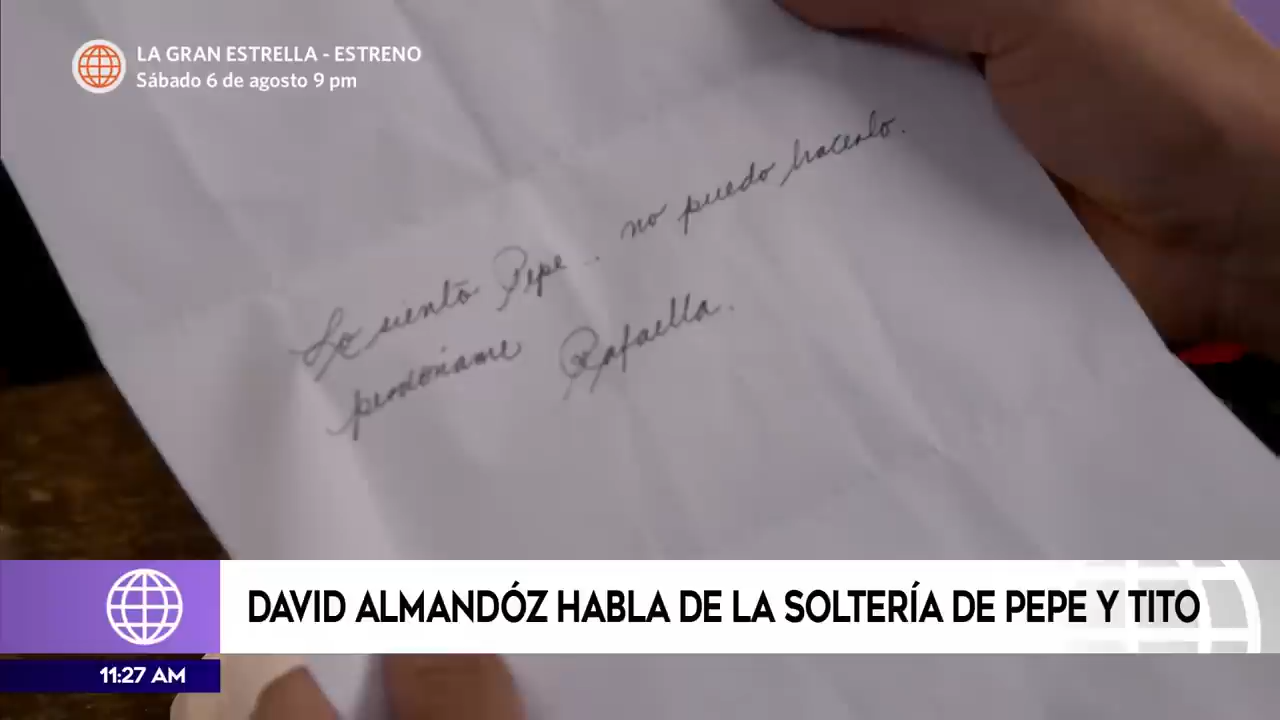 LA GRAN ESTRELLA - ESTRENO
Sábado 6 de agosto 9 pm
Lo siento Pepe.. no puedo hacerlo.
perdóname Rafaella.
DAVID ALMANDÓZ HABLA DE LA SOLTERÍA DE PEPE Y TITO
11:27 AM